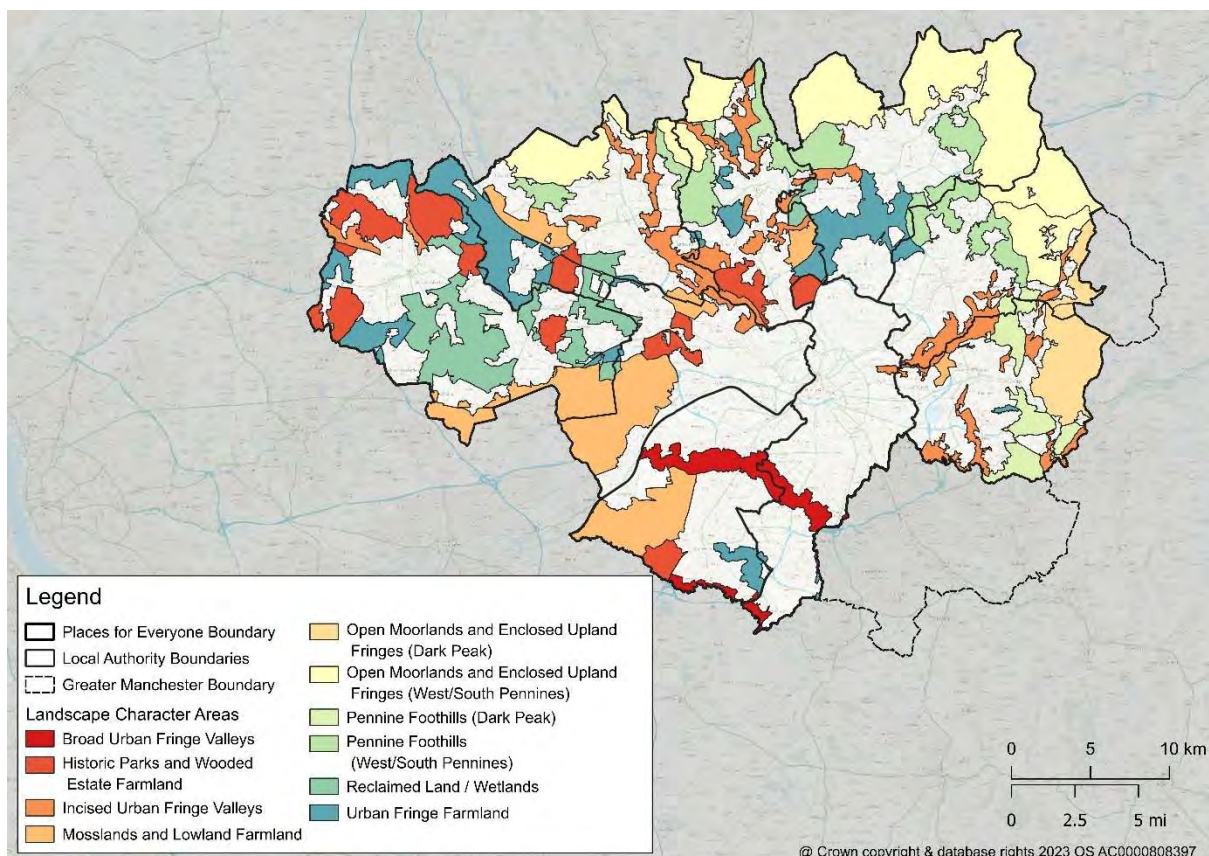 Legend
Places for Everyone Boundary
Local Authority Boundaries
Greater Manchester Boundary
Landscape Character Areas
Broad Urban Fringe Valleys
Historic Parks and Wooded
Estate Farmland
Incised Urban Fringe Valleys
Mosslands and Lowland Farmland
Open Moorlands and Enclosed Upland
Fringes (Dark Peak)
Open Moorlands and Enclosed Upland
Fringes (West/South Pennines)
Pennine Foothills (Dark Peak)
Pennine Foothills
(West/South Pennines)
Reclaimed Land / Wetlands
Urban Fringe Farmland
0 5 10 km
0 2.5 5 mi
@ Crown copyright & database rights 2023 OS AC0000808397